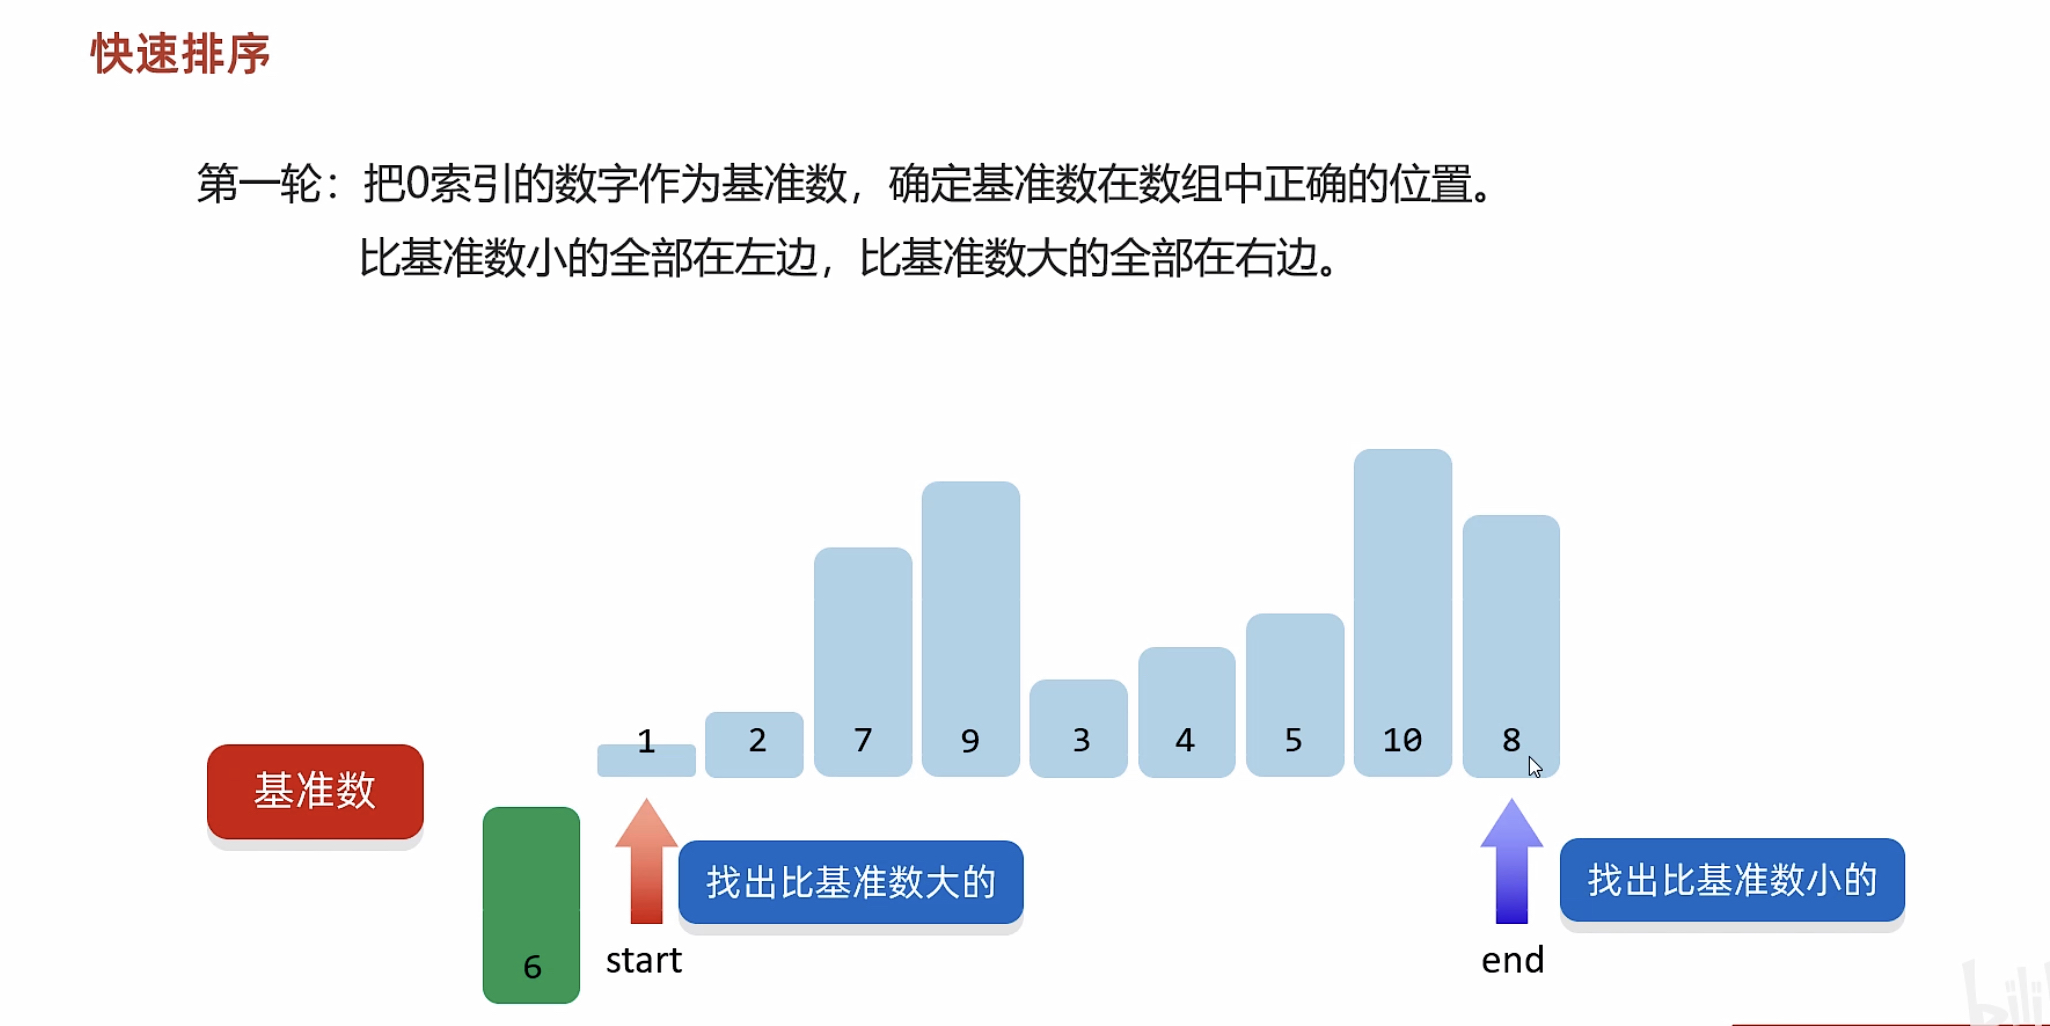 快速排序
第一轮：把0索引的数字作为基准数，确定基准数在数组中正确的位置。
比基准数小的全部在左边，比基准数大的全部在右边。
1 2 7 9 3 4 5 10 8
基准数
找出比基准数大的
找出比基准数小的
6
start
end
bilibili